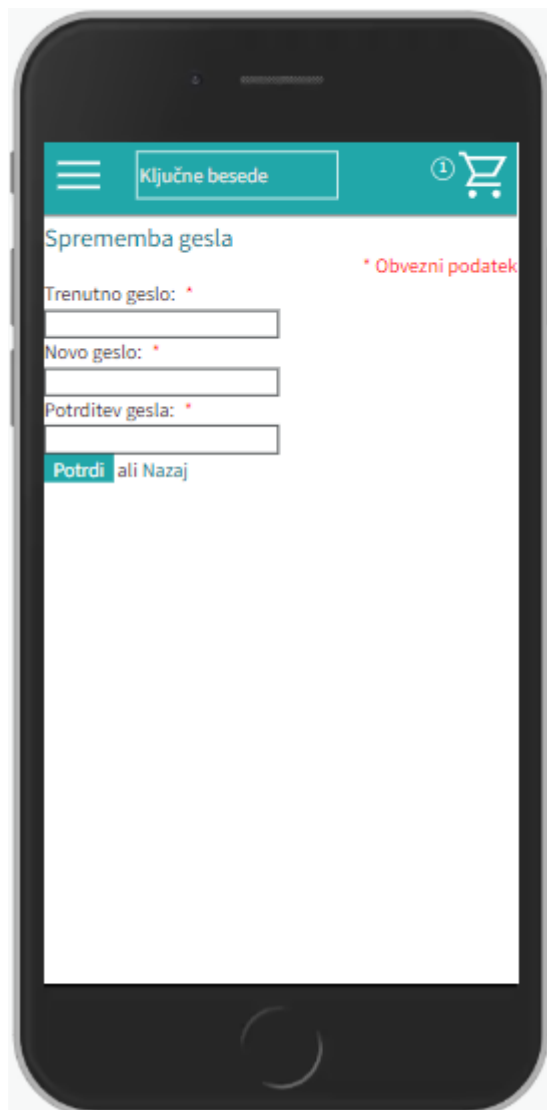 Ključne besede 1
Sprememba gesla
* Obvezni podatek
Trenutno geslo: *
Novo geslo: *
Potrditev gesla: *
Potrdi ali Nazaj